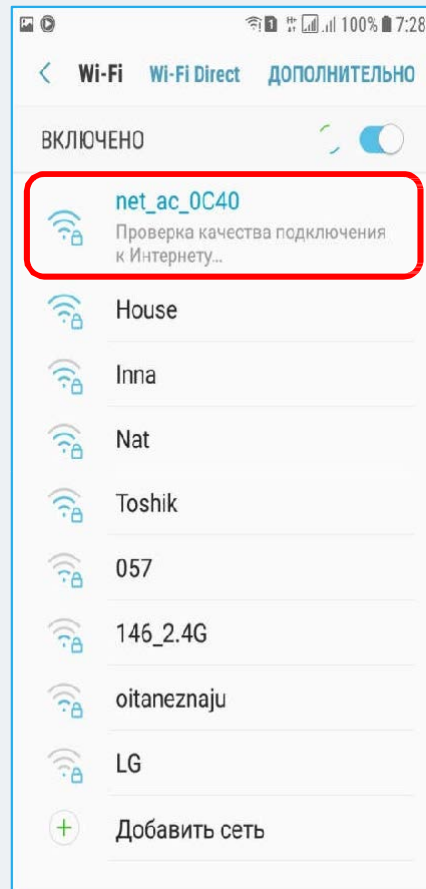 100% 7:28
Wi-Fi Wi-Fi Direct ДОПОЛНИТЕЛЬНО
ВКЛЮЧЕНО
net_ac_0C40
Проверка качества подключения
к Интернету...
House
Inna
Nat
Toshik
057
146_2.4G
oitaneznaju
LG
Добавить сеть